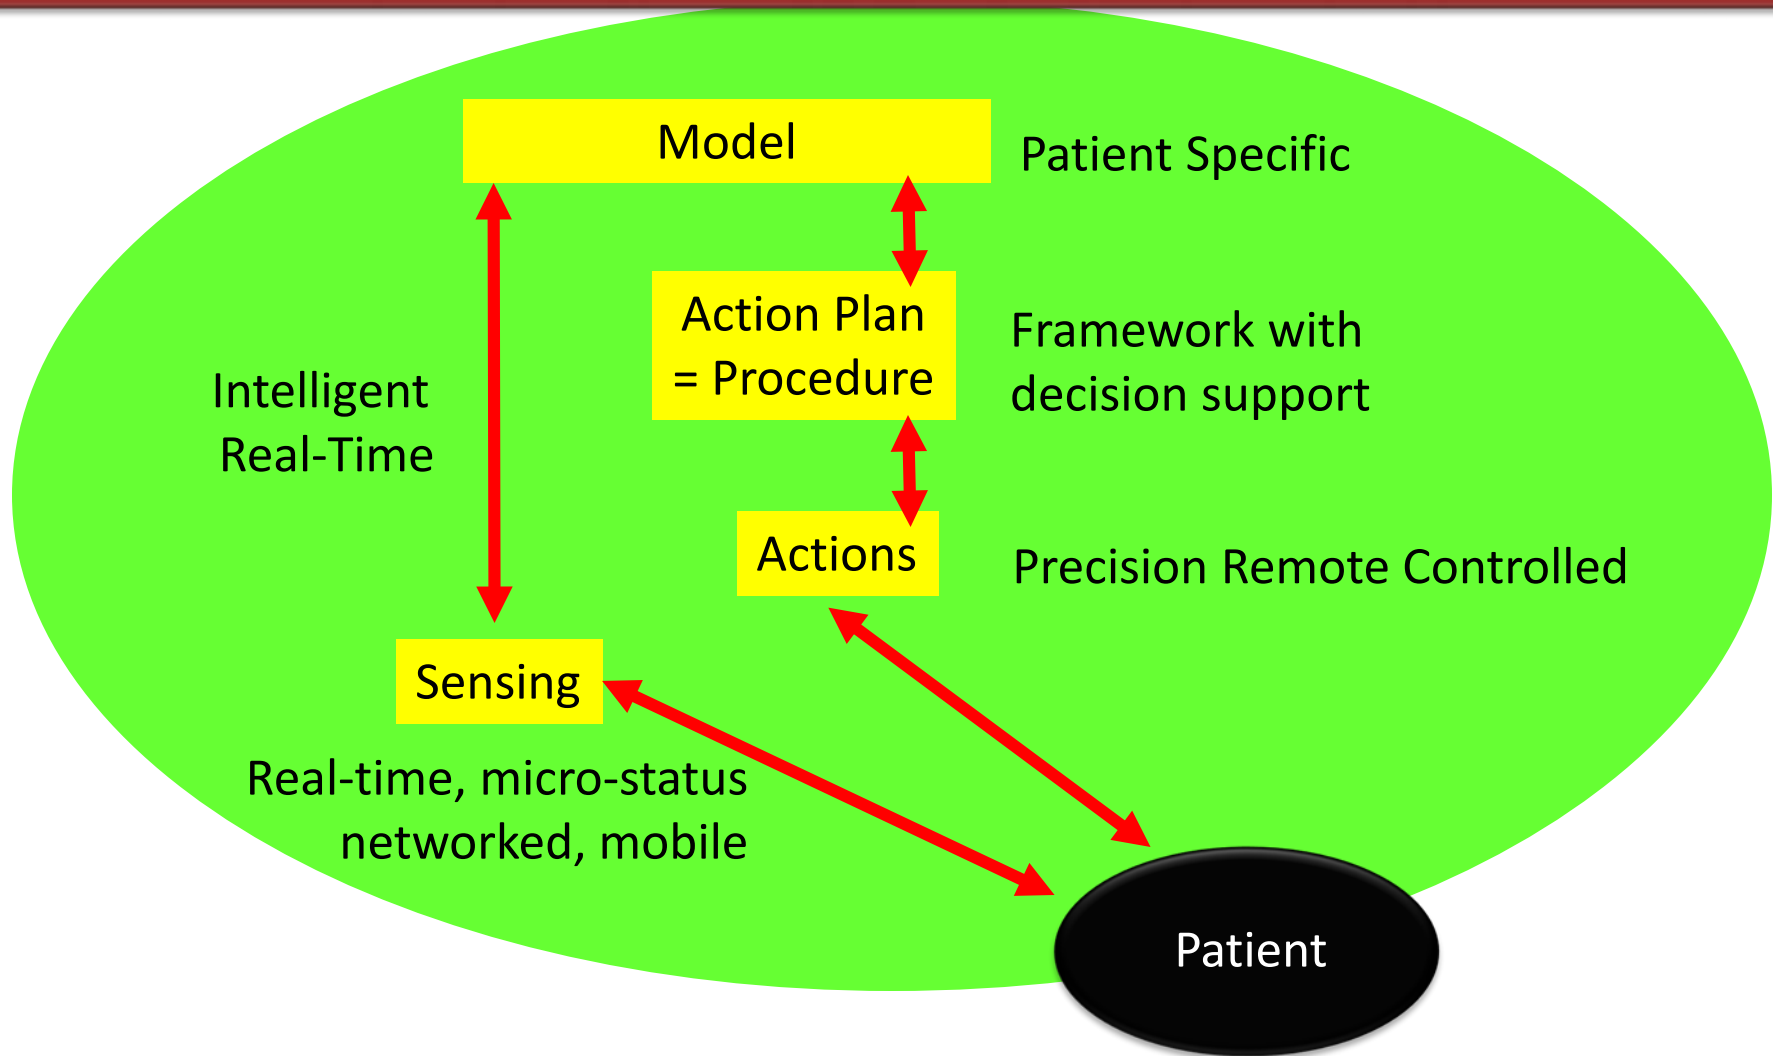 Model
Patient Specific
Action Plan
= Procedure
Framework with
decision support
Intelligent
Real-Time
Actions
Precision Remote Controlled
Sensing
Real-time, micro-status
networked, mobile
Patient